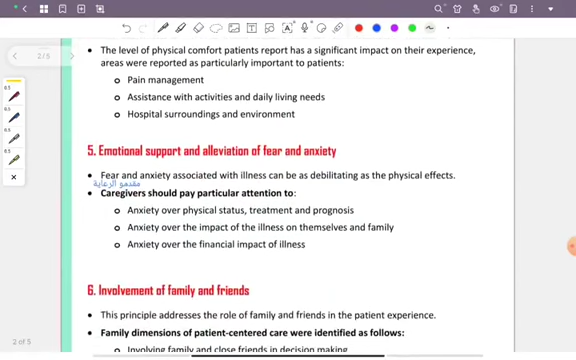 2/5
The level of physical comfort patients report has a significant impact on their experience,
areas were reported as particularly important to patients:
o Pain management
o Assistance with activities and daily living needs
o Hospital surroundings and environment
5. Emotional support and alleviation of fear and anxiety
Fear and anxiety associated with illness can be as debilitating as the physical effects.
مقدمو الرعاية
Caregivers should pay particular attention to:
o Anxiety over physical status, treatment and prognosis
o Anxiety over the impact of the illness on themselves and family
o Anxiety over the financial impact of illness
6. Involvement of family and friends
This principle addresses the role of family and friends in the patient experience.
Family dimensions of patient-centered care were identified as follows:
o Involving family and close friends in decision making
2 of 5